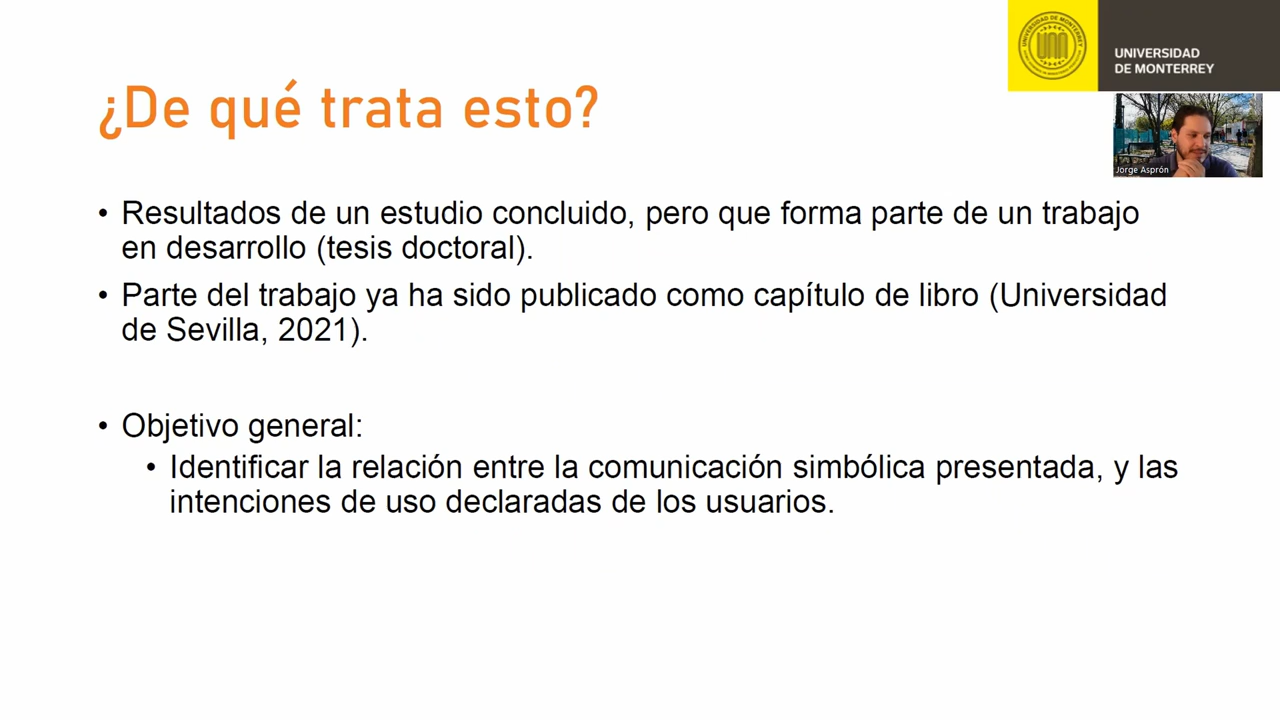 UNIVERSIDAD
DE MONTERREY
¿De qué trata esto?
Jorge Asprón
• Resultados de un estudio concluido, pero que forma parte de un trabajo
en desarrollo (tesis doctoral).
• Parte del trabajo ya ha sido publicado como capítulo de libro (Universidad
de Sevilla, 2021).
• Objetivo general:
• Identificar la relación entre la comunicación simbólica presentada, y las
intenciones de uso declaradas de los usuarios.